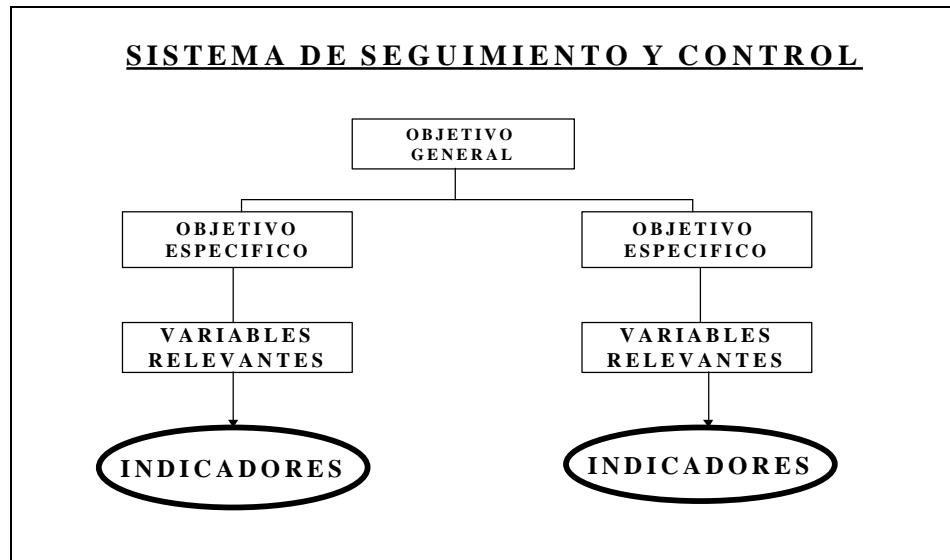 SISTEMA DE SEGUIMIENTO Y CONTROL
OBJETIVO
GENERAL
OBJETIVO
ESPECIFICO
OBJETIVO
ESPECIFICO
VARIABLES
RELEVANTES
VARIABLES
RELEVANTES
INDICADORES
INDICADORES